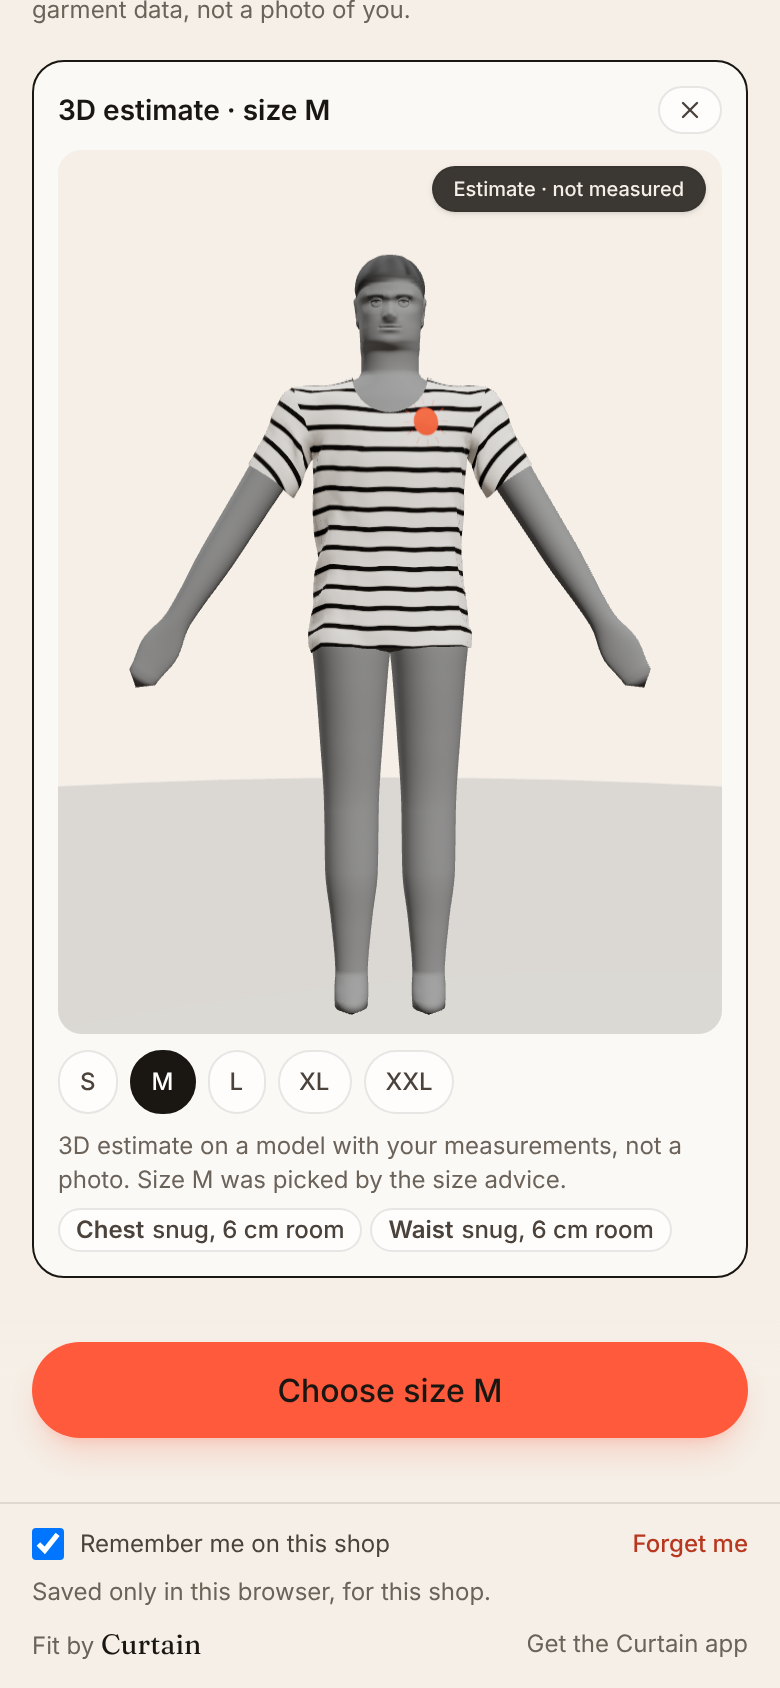 garment data, not a photo of you.
3D estimate · size M
Estimate · not measured
S
M
L
XL
XXL
3D estimate on a model with your measurements, not a
photo. Size M was picked by the size advice.
Chest snug, 6 cm room
Waist snug, 6 cm room
Choose size M
Remember me on this shop
Forget me
Saved only in this browser, for this shop.
Fit by Curtain
Get the Curtain app